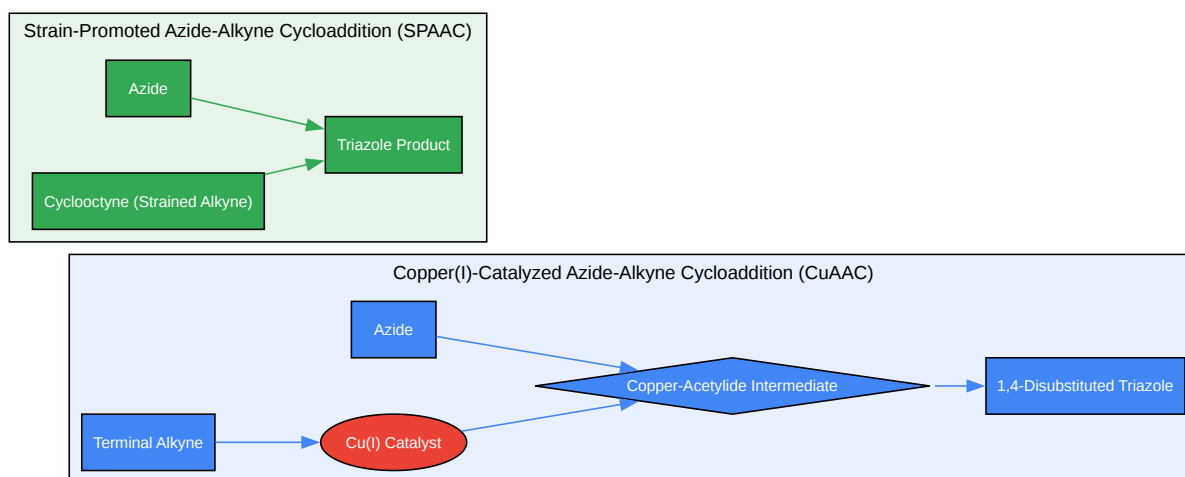 Strain-Promoted Azide-Alkyne Cycloaddition (SPAAC)
Azide
Triazole Product
Cyclooctyne (Strained Alkyne)
Copper(I)-Catalyzed Azide-Alkyne Cycloaddition (CuAAC)
Azide
Copper-Acetylide Intermediate
1,4-Disubstituted Triazole
Terminal Alkyne
Cu(I) Catalyst